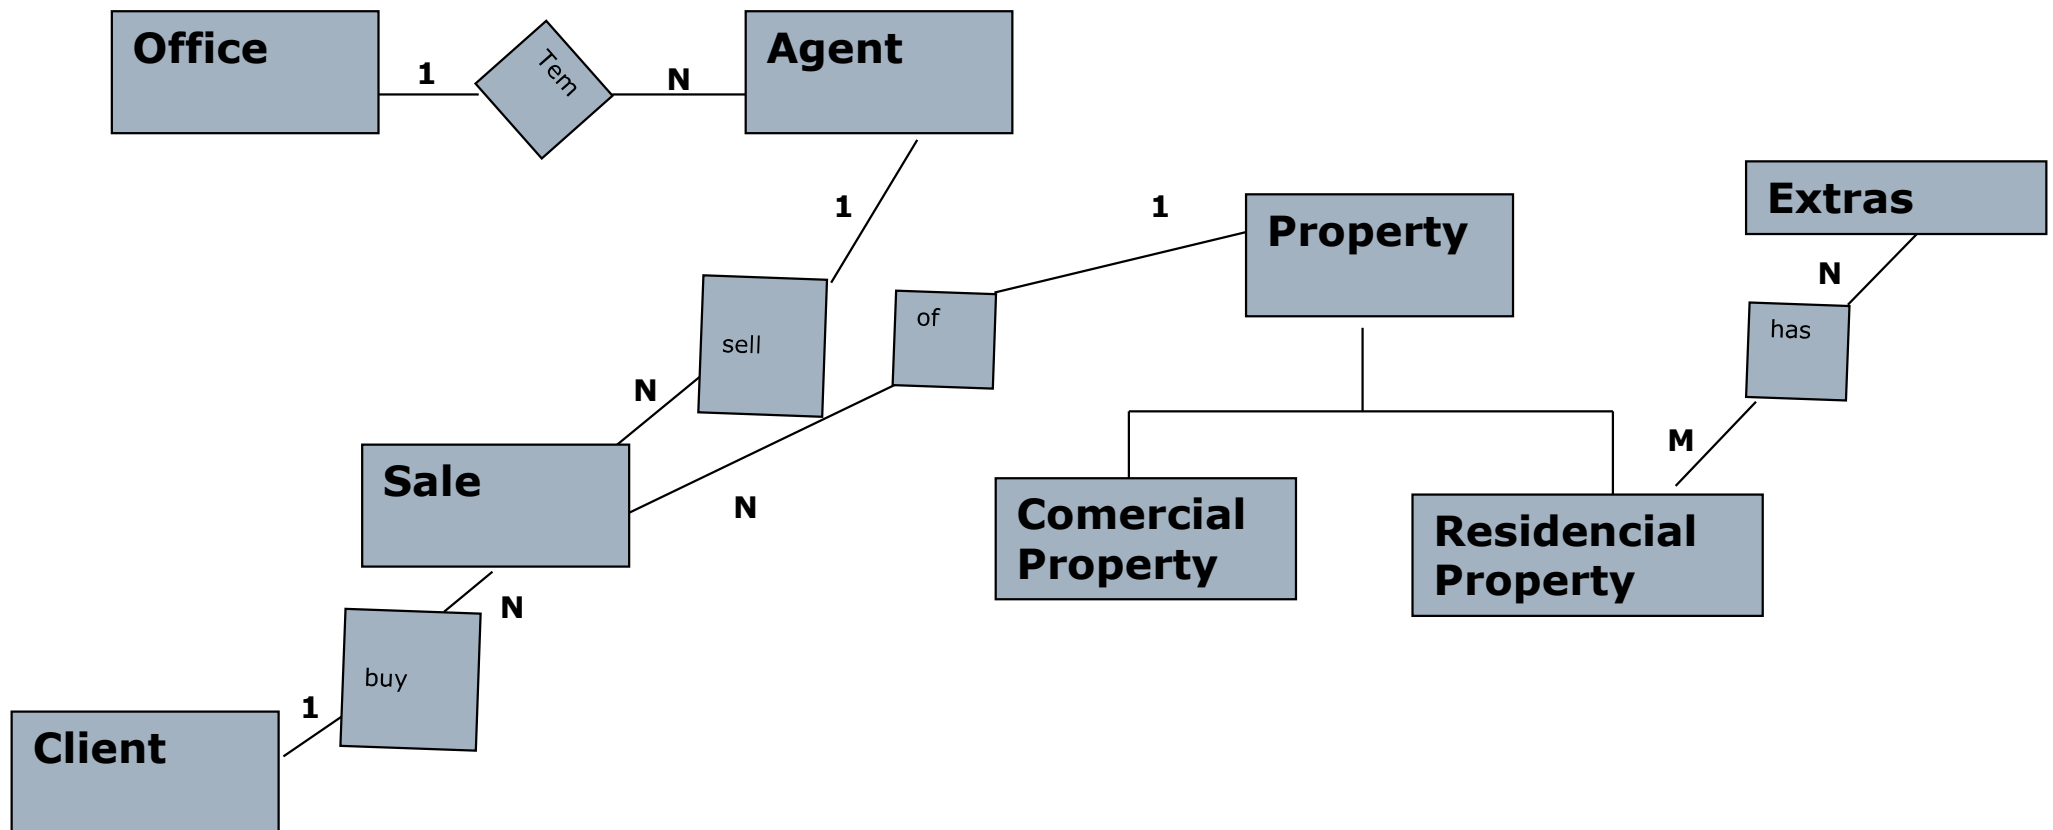 Office
1
Tem
N
Agent
1
1
Property
Extras
N
sell
of
has
N
M
Sale
N
Comercial
Property
Residencial
Property
N
buy
1
Client